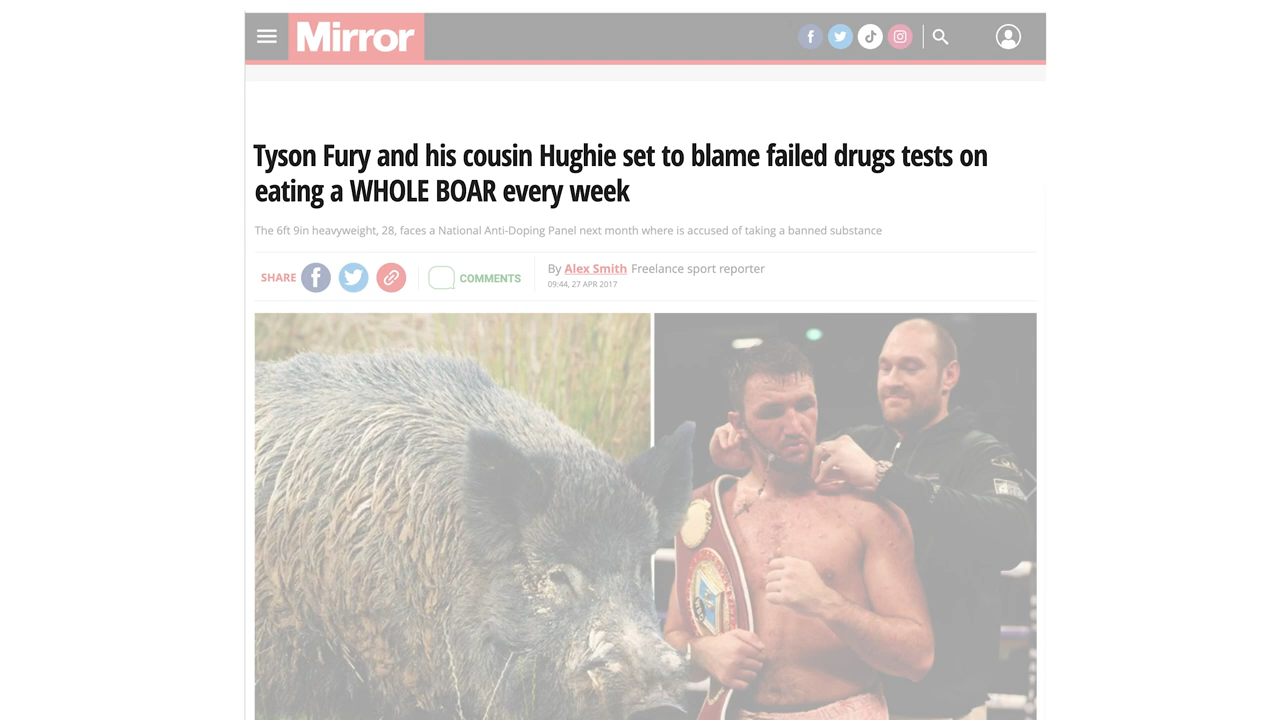 Mirror
Tyson Fury and his cousin Hughie set to blame failed drugs tests on
eating a WHOLE BOAR every week
The 6ft 9in heavyweight, 28, faces a National Anti-Doping Panel next month where is accused of taking a banned substance
SHARE
COMMENTS
By Alex Smith Freelance sport reporter
09:44, 27 APR 2017